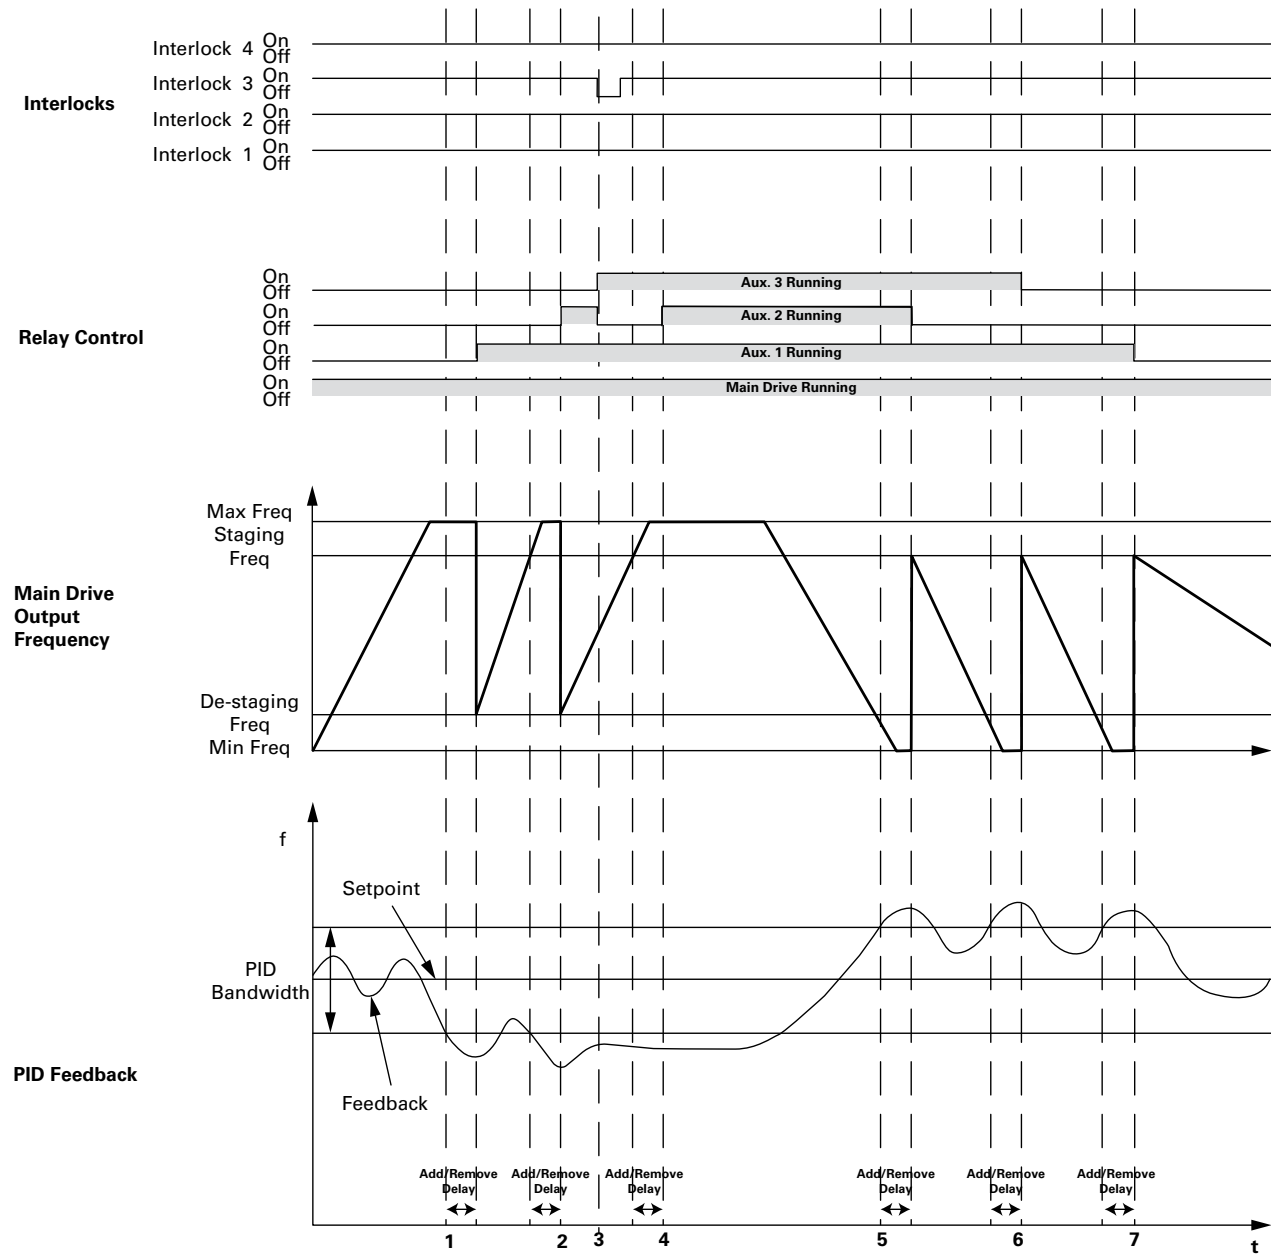 Interlocks
Interlock 4 On
Off
Interlock 3 On
Off
Interlock 2 On
Off
Interlock 1 On
Off
Relay Control
On
Off
Aux. 3 Running
On
Off
Aux. 2 Running
On
Off
Aux. 1 Running
On
Off
Main Drive Running
Main Drive
Output
Frequency
Max Freq
Staging
Freq
De-staging
Freq
Min Freq
f
Setpoint
PID
Bandwidth
PID Feedback
Feedback
Add/Remove
Delay
Add/Remove
Delay
Add/Remove
Delay
Add/Remove
Delay
Add/Remove
Delay
Add/Remove
Delay
1 2 3 4 5 6 7 t